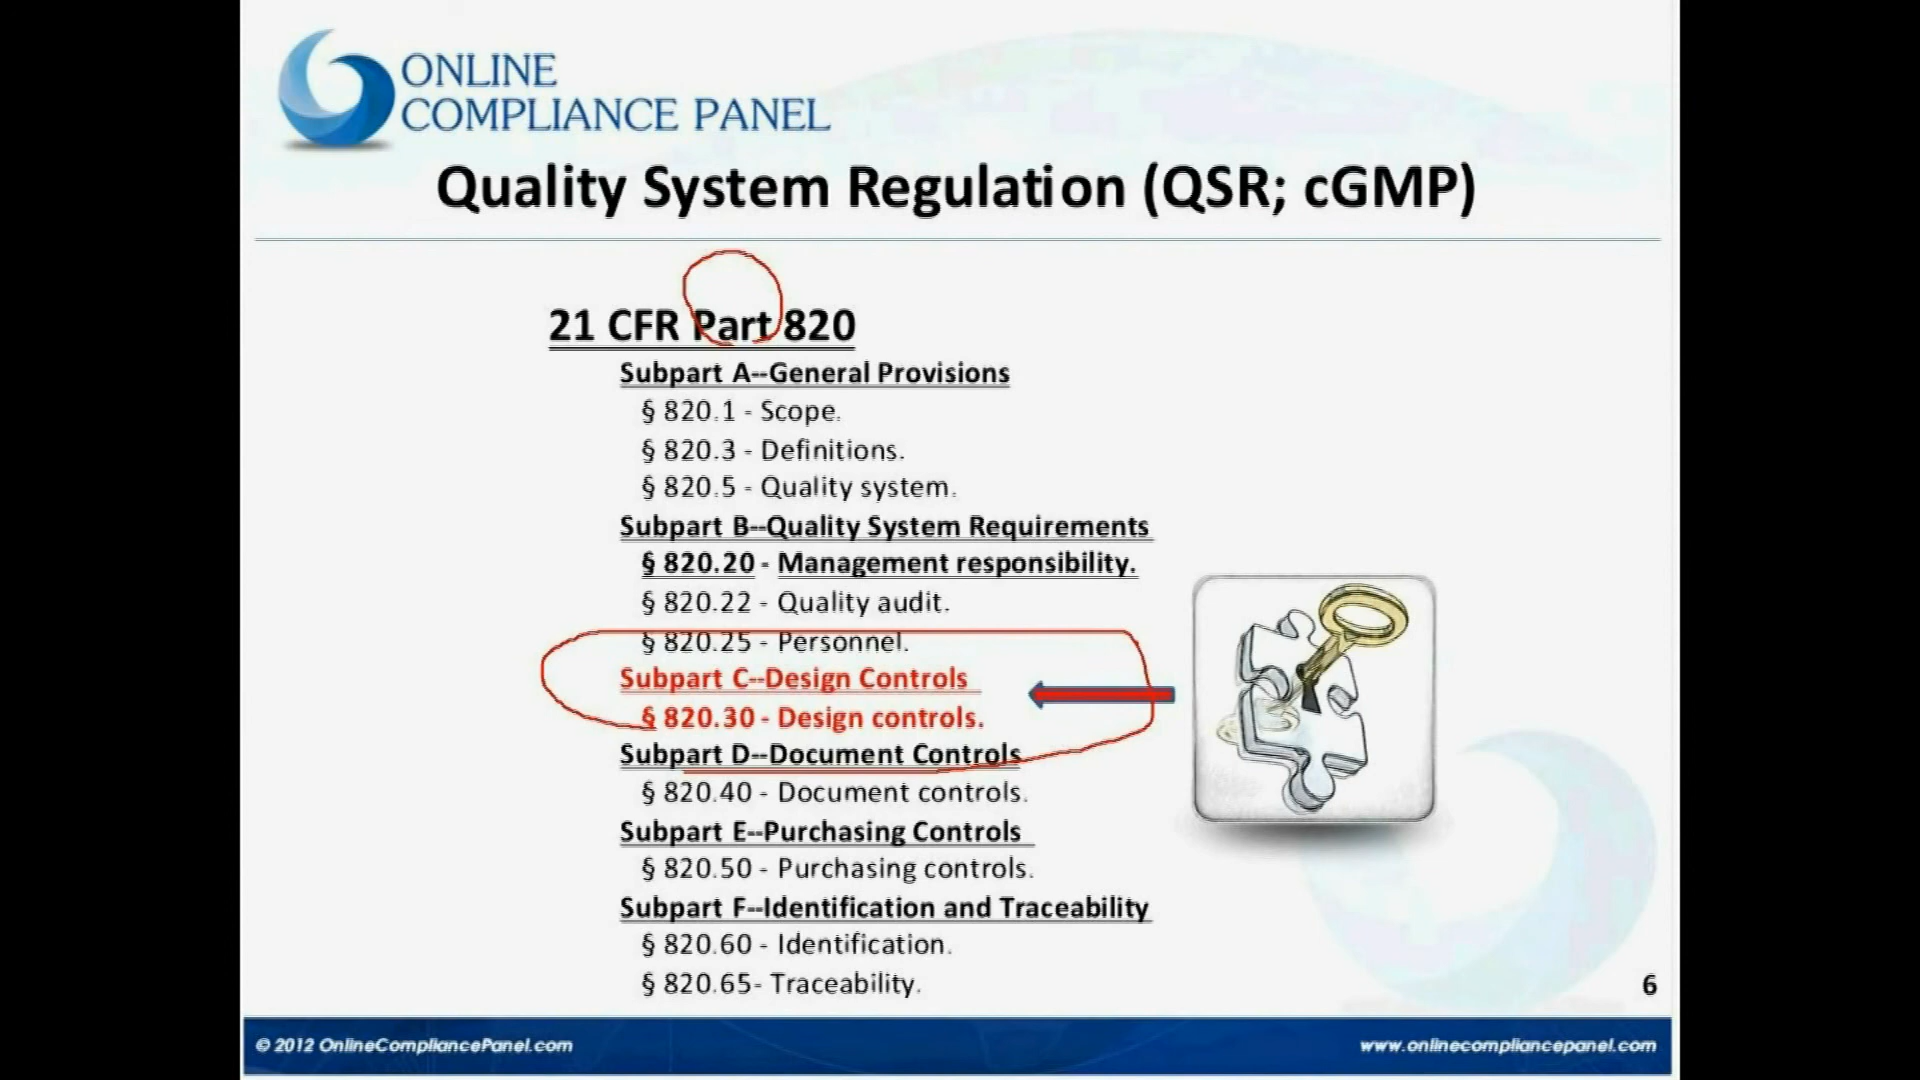 ONLINE
COMPLIANCE PANEL
Quality System Regulation (QSR; cGMP)
21 CFR Part 820
Subpart A--General Provisions
§ 820.1 - Scope.
§ 820.3 - Definitions.
§ 820.5 - Quality system.
Subpart B--Quality System Requirements
§ 820.20 - Management responsibility.
§ 820.22 - Quality audit.
§ 820.25 - Personnel.
Subpart C--Design Controls
§ 820.30 - Design controls.
Subpart D--Document Controls
§ 820.40 - Document controls.
Subpart E--Purchasing Controls
§ 820.50 - Purchasing controls.
Subpart F--Identification and Traceability
§ 820.60 - Identification.
§ 820.65- Traceability.
6
© 2012 OnlineCompliancePanel.com
www.onlinecompliancepanel.com